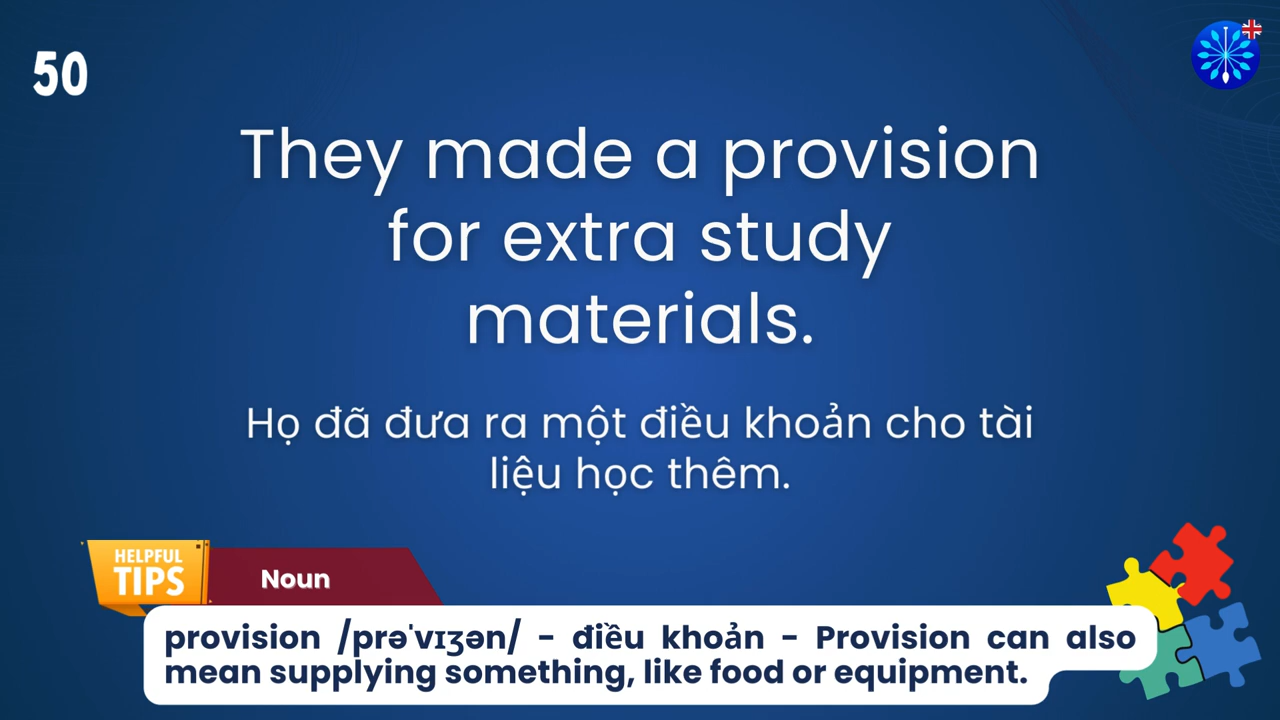 50
They made a provision
for extra study
materials.
Họ đã đưa ra một điều khoản cho tài
liệu học thêm.
HELPFUL
TIPS
Noun
provision /prəˈvɪʒən/ - điều khoản - Provision can also
mean supplying something, like food or equipment.